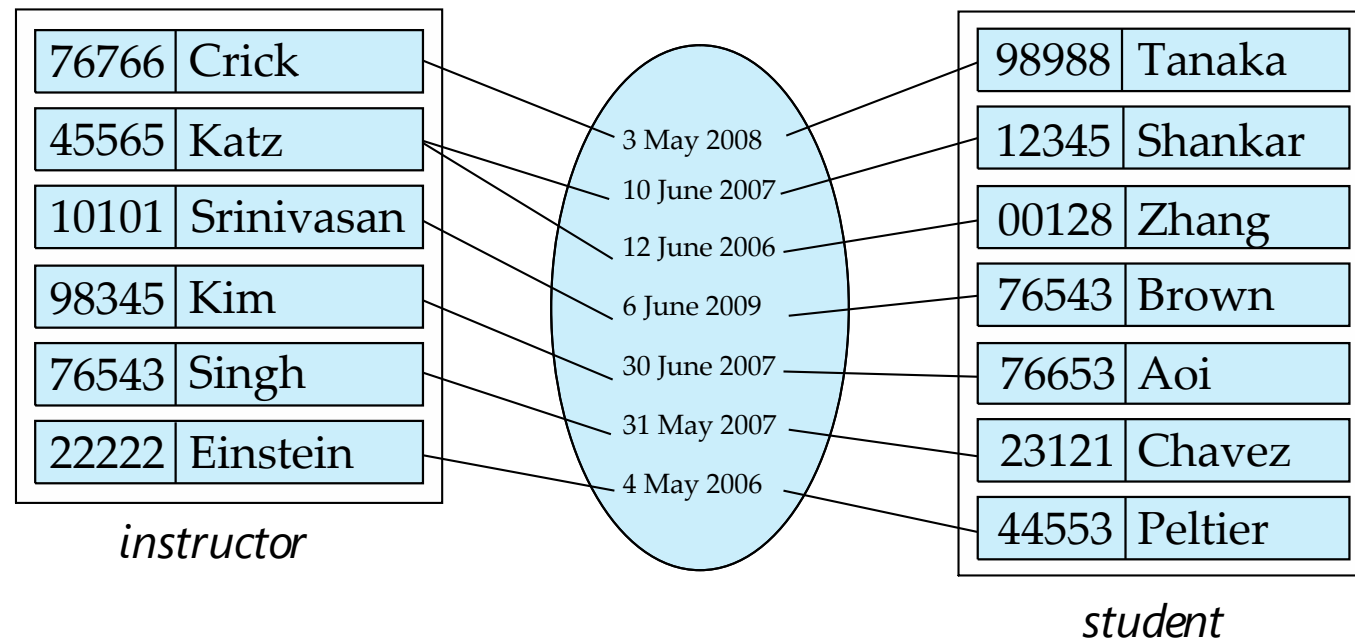 76766 Crick
45565 Katz
10101 Srinivasan
98345 Kim
76543 Singh
22222 Einstein
instructor
3 May 2008
10 June 2007
12 June 2006
6 June 2009
30 June 2007
31 May 2007
4 May 2006
98988 Tanaka
12345 Shankar
00128 Zhang
76543 Brown
76653 Aoi
23121 Chavez
44553 Peltier
student